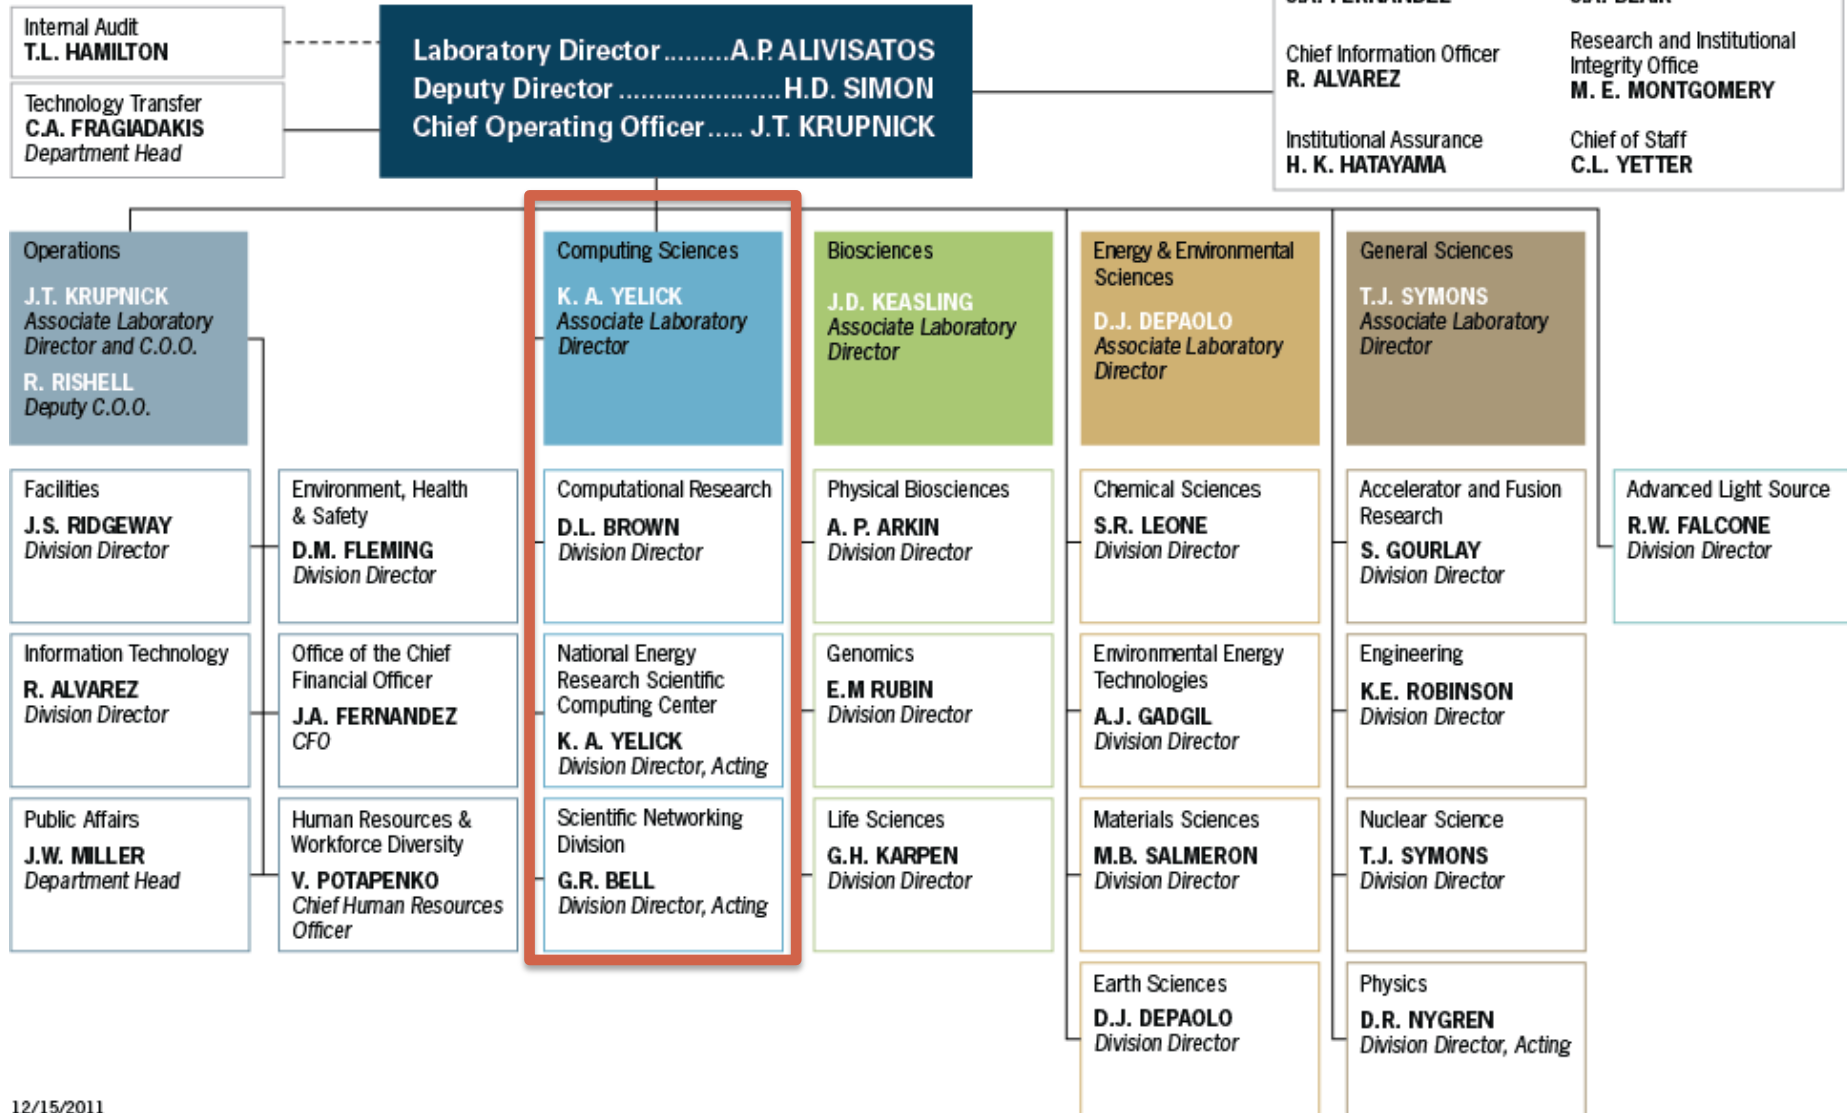 Internal Audit
T.L. HAMILTON
Technology Transfer
C.A. FRAGIADAKIS
Department Head
Laboratory Director.........A.P. ALIVISATOS
Deputy Director ......................H.D. SIMON
Chief Operating Officer..... J.T. KRUPNICK
Chief Information Officer
R. ALVAREZ
Research and Institutional
Integrity Office
M. E. MONTGOMERY
Institutional Assurance
H. K. HATAYAMA
Chief of Staff
C.L. YETTER
Operations
J.T. KRUPNICK
Associate Laboratory
Director and C.O.O.
R. RISHELL
Deputy C.O.O.
Computing Sciences
K. A. YELICK
Associate Laboratory
Director
Biosciences
J.D. KEASLING
Associate Laboratory
Director
Energy & Environmental
Sciences
D.J. DEPAOLO
Associate Laboratory
Director
General Sciences
T.J. SYMONS
Associate Laboratory
Director
Facilities
J.S. RIDGEWAY
Division Director
Environment, Health
& Safety
D.M. FLEMING
Division Director
Computational Research
D.L. BROWN
Division Director
Physical Biosciences
A. P. ARKIN
Division Director
Chemical Sciences
S.R. LEONE
Division Director
Accelerator and Fusion
Research
S. GOURLAY
Division Director
Advanced Light Source
R.W. FALCONE
Division Director
Information Technology
R. ALVAREZ
Division Director
Office of the Chief
Financial Officer
J.A. FERNANDEZ
CFO
National Energy
Research Scientific
Computing Center
K. A. YELICK
Division Director, Acting
Genomics
E.M RUBIN
Division Director
Environmental Energy
Technologies
A.J. GADGIL
Division Director
Engineering
K.E. ROBINSON
Division Director
Public Affairs
J.W. MILLER
Department Head
Human Resources &
Workforce Diversity
V. POTAPENKO
Chief Human Resources
Officer
Scientific Networking
Division
G.R. BELL
Division Director, Acting
Life Sciences
G.H. KARPEN
Division Director
Materials Sciences
M.B. SALMERON
Division Director
Nuclear Science
T.J. SYMONS
Division Director
Earth Sciences
D.J. DEPAOLO
Division Director
Physics
D.R. NYGREN
Division Director, Acting
12/15/2011